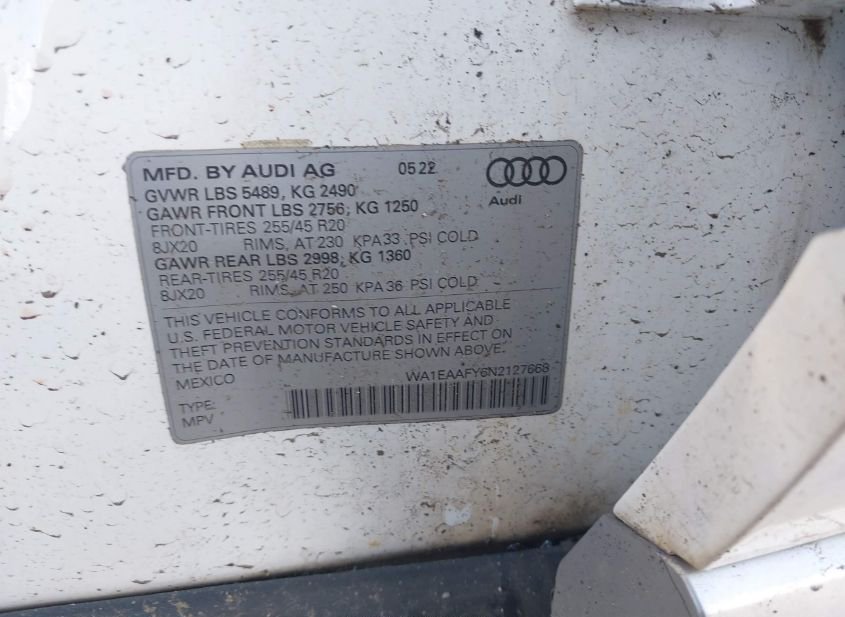 MFD. BY AUDI AG 05 22
Audi
GVWR LBS 5489, KG 2490
GAWR FRONT LBS 2756; KG 1250
FRONT-TIRES 255/45 R20
8JX20 RIMS, AT 230 KPA 33 PSI COLD
GAWR REAR LBS 2998, KG 1360
REAR-TIRES 255/45 R20
8JX20 RIMS, AT 250 KPA 36 PSI COLD
THIS VEHICLE CONFORMS TO ALL APPLICABLE
U.S. FEDERAL MOTOR VEHICLE SAFETY AND
THEFT PREVENTION STANDARDS IN EFFECT ON
THE DATE OF MANUFACTURE SHOWN ABOVE.
MEXICO WA1EAAFY6N2127668
TYPE:
MPV